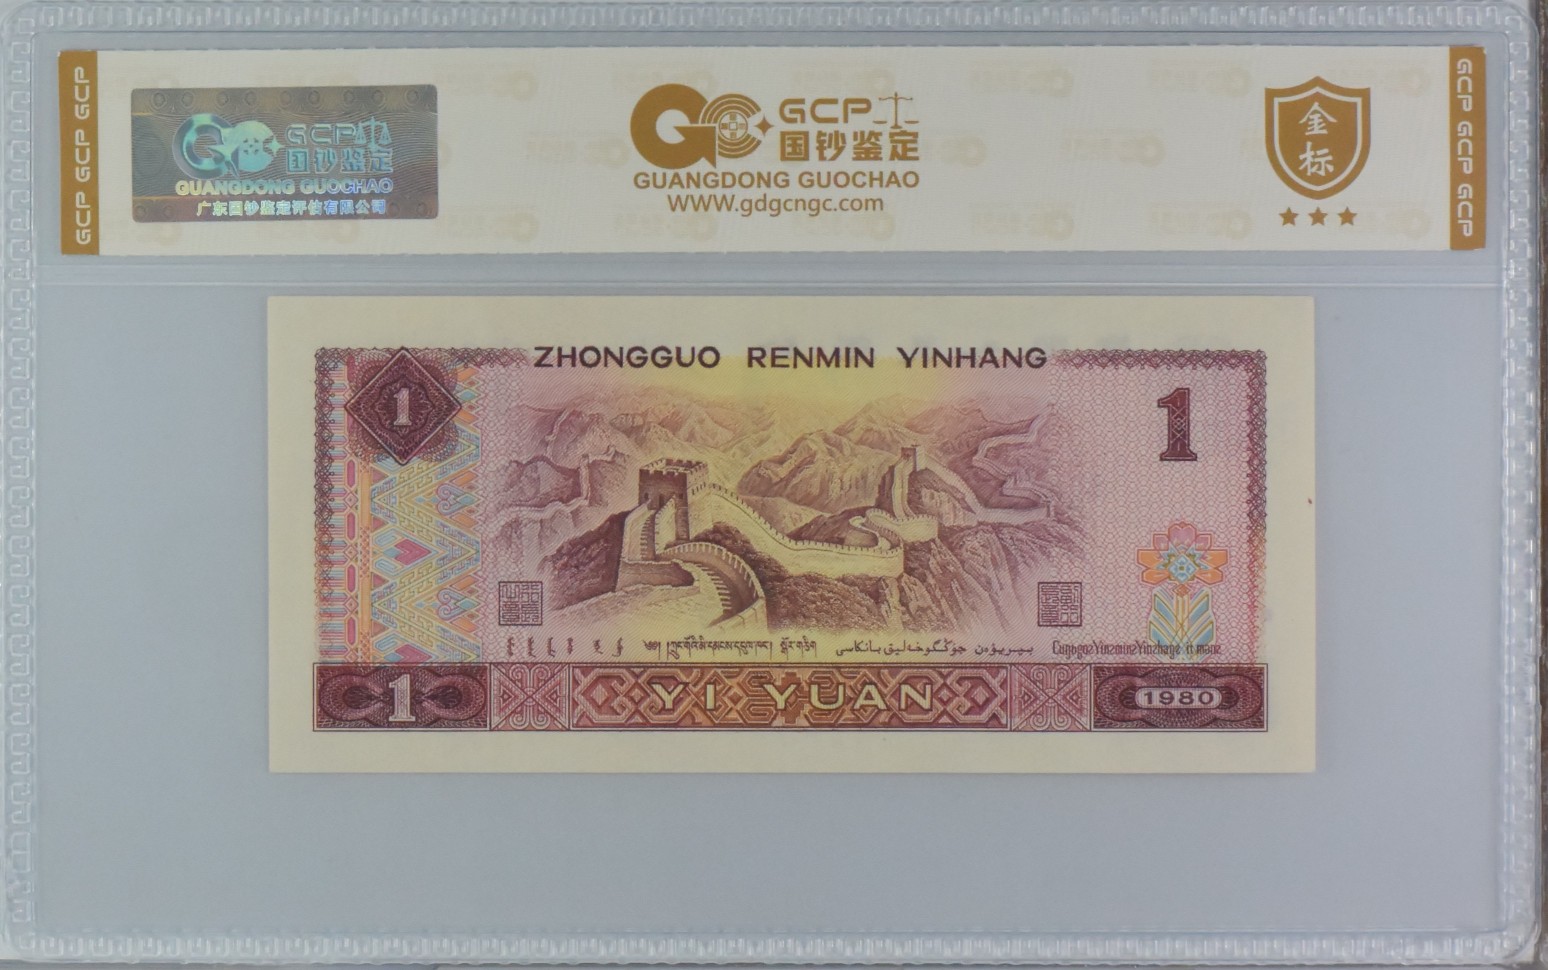 GCP GCP GCP
GCP
国钞鉴定
GUANGDONG GUOCHAO
广东国钞鉴定评估有限公司
GCP
国钞鉴定
GUANGDONG GUOCHAO
WWW.gdgcngc.com
金
标
GCP GCP GCP
ZHONGGUO RENMIN YINHANG
1
1
YI YUAN
1
1980